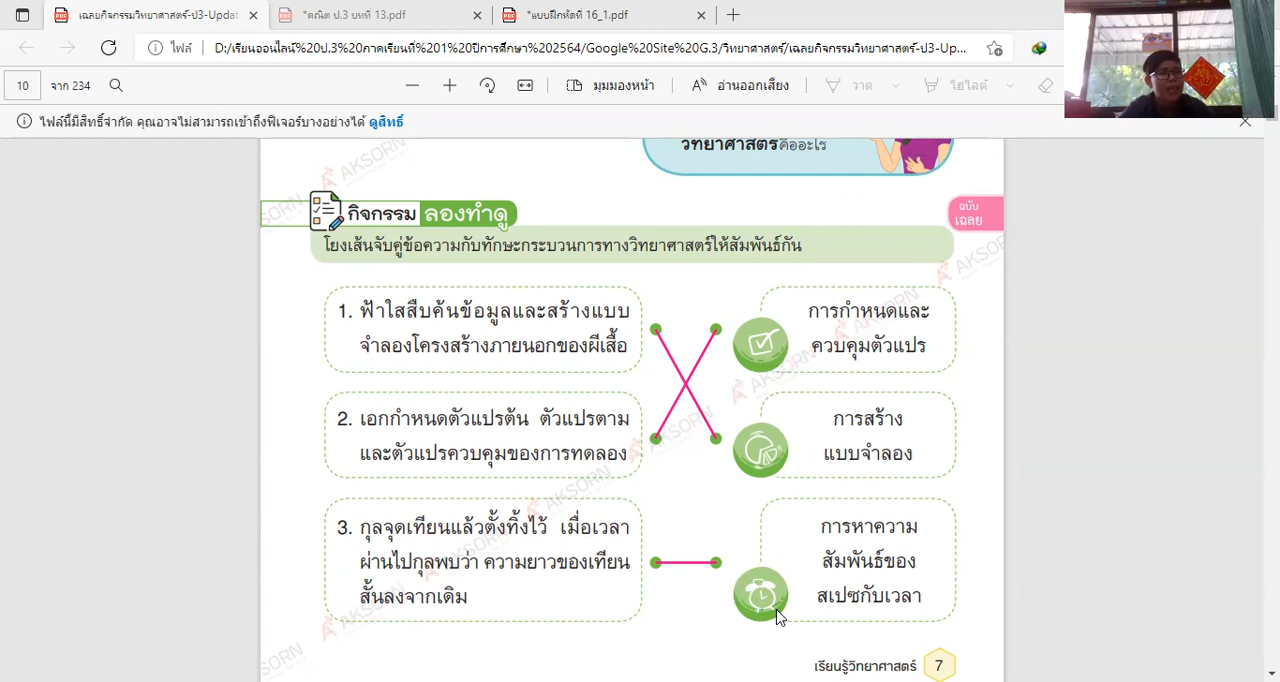 เฉลยกิจกรรมวิทยาศาสตร์-ป3-Updat
*คณิต ป.3 บทที่ 13.pdf
*แบบฝึกหัดที่ 16_1.pdf
ไฟล์
D:/เรียนออนไลน์%20ป.3%20ภาคเรียนที่%201%20ปีการศึกษา%202564/Google%20Site%20G.3/วิทยาศาสตร์/เฉลยกิจกรรมวิทยาศาสตร์-ป3-Up...
10 จาก 234
มุมมองหน้า
อ่านออกเสียง
วาด
ไฮไลต์
ไฟล์นี้มีสิทธิ์จำกัด คุณอาจไม่สามารถเข้าถึงฟีเจอร์บางอย่างได้ ดูสิทธิ์
วิทยาศาสตร์คืออะไร
กิจกรรม ลองทำดู
ฉบับ
เฉลย
โยงเส้นจับคู่ข้อความกับทักษะกระบวนการทางวิทยาศาสตร์ให้สัมพันธ์กัน
1. ฟ้าใสสืบค้นข้อมูลและสร้างแบบ
จำลองโครงสร้างภายนอกของผีเสื้อ
การกำหนดและ
ควบคุมตัวแปร
2. เอกกำหนดตัวแปรต้น ตัวแปรตาม
และตัวแปรควบคุมของการทดลอง
การสร้าง
แบบจำลอง
3. กุลจุดเทียนแล้วตั้งทิ้งไว้ เมื่อเวลา
ผ่านไปกุลพบว่า ความยาวของเทียน
สั้นลงจากเดิม
การหาความ
สัมพันธ์ของ
สเปซกับเวลา
เรียนรู้วิทยาศาสตร์ 7
AKSORN
AKSORN
AKSORN
AKSORN
AKSORN
AKSORN
AKSORN
AKSORN